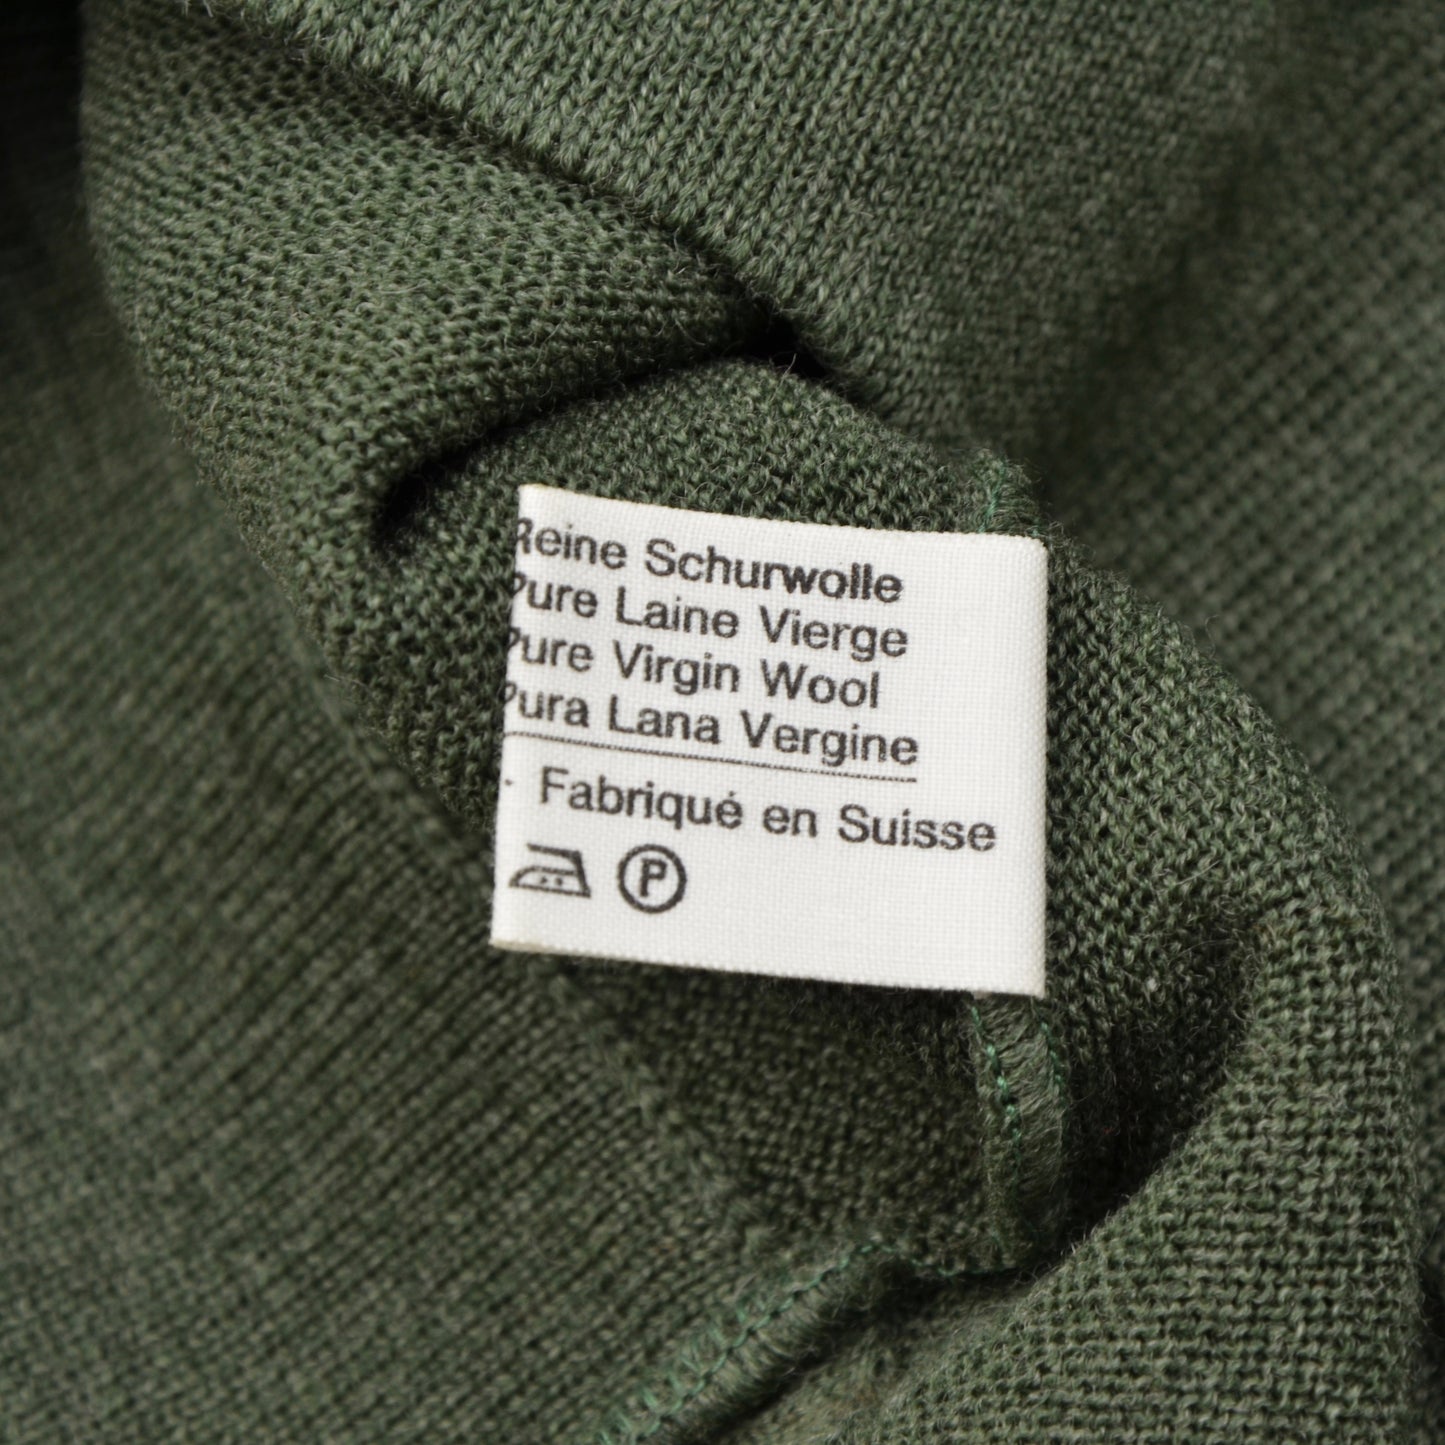 Reine Schurwolle
Pure Laine Vierge
Pure Virgin Wool
Pura Lana Vergine
Fabriqué en Suisse
P